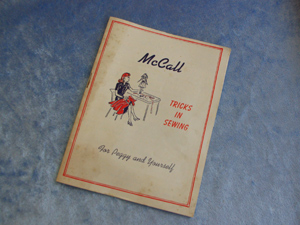 McCall
TRICKS
IN
SEWING
For Peggy and Yourself